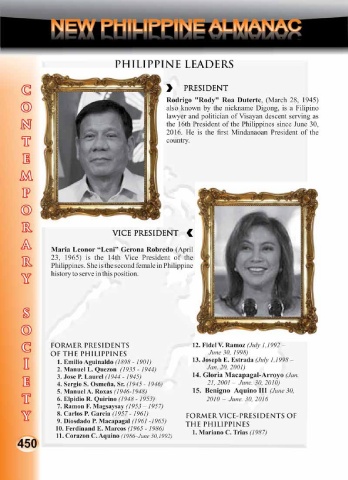 NEW PHILIPPINE ALMANAC
PHILIPPINE LEADERS
CONTEMPORARY SOCIETY
PRESIDENT
Rodrigo "Rody" Roa Duterte, (March 28, 1945)
also known by the nickname Digong, is a Filipino
lawyer and politician of Visayan descent serving as
the 16th President of the Philippines since June 30,
2016. He is the first Mindanaoan President of the
country.
VICE PRESIDENT
Maria Leonor “Leni” Gerona Robredo (April
23, 1965) is the 14th Vice President of the
Philippines. She is the second female in Philippine
history to serve in this position.
FORMER PRESIDENTS
OF THE PHILIPPINES
1. Emilio Aguinaldo (1898 - 1901)
2. Manuel L. Quezon (1935 - 1944)
3. Jose P. Laurel (1944 - 1945)
4. Sergio S. Osmeña, Sr. (1945 - 1946)
5. Manuel A. Roxas (1946-1948)
6. Elpidio R. Quirino (1948 - 1953)
7. Ramon F. Magsaysay (1953 – 1957)
8. Carlos P. Garcia (1957 - 1961)
9. Diosdado P. Macapagal (1961 -1965)
10. Ferdinand E. Marcos (1965 - 1986)
11. Corazon C. Aquino (1986-June 30,1992)
12. Fidel V. Ramoz (July 1,1992 –
June 30, 1998)
13. Joseph E. Estrada (July 1,1998 –
Jan. 20, 2001)
14. Gloria Macapagal-Arroyo (Jan.
21, 2001 – June. 30, 2010)
15. Benigno Aquino III (June 30,
2010 – June. 30, 2016
FORMER VICE-PRESIDENTS OF
THE PHILIPPINES
1. Mariano C. Trias (1987)
450